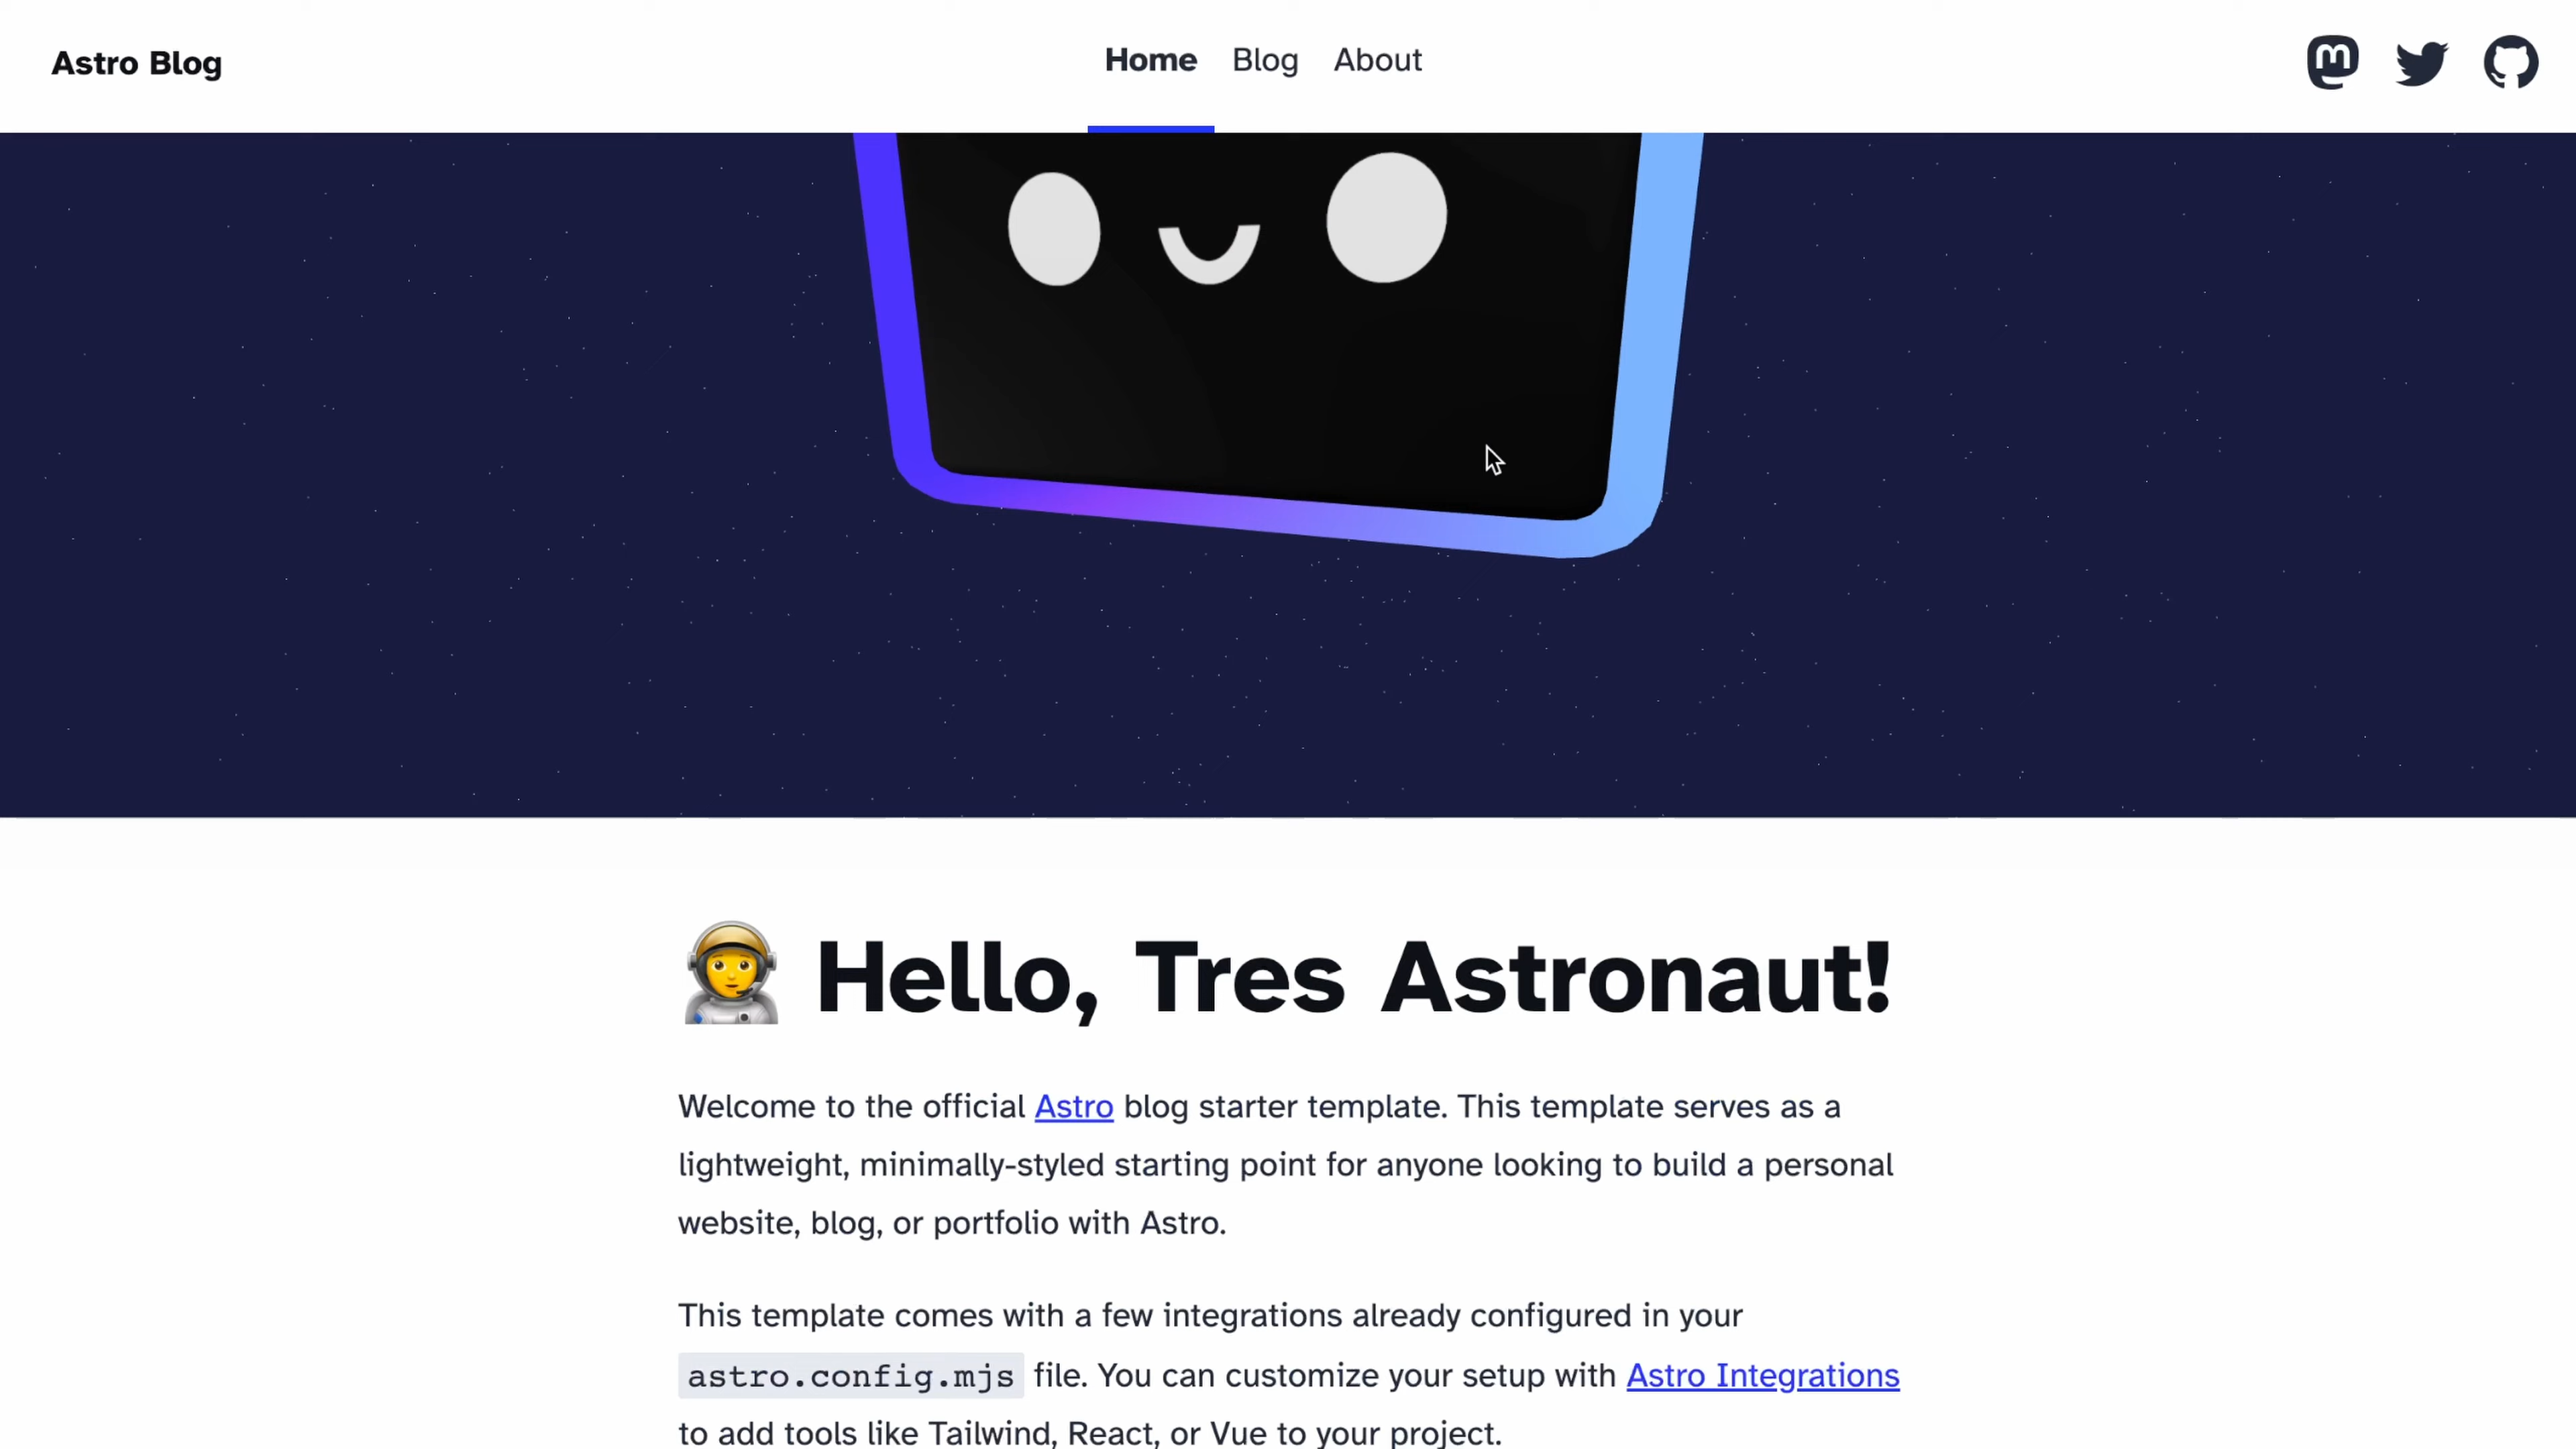 Astro Blog
Home Blog About
🧑‍🚀 Hello, Tres Astronaut!
Welcome to the official Astro blog starter template. This template serves as a
lightweight, minimally-styled starting point for anyone looking to build a personal
website, blog, or portfolio with Astro.
This template comes with a few integrations already configured in your
astro.config.mjs file. You can customize your setup with Astro Integrations
to add tools like Tailwind, React, or Vue to your project.